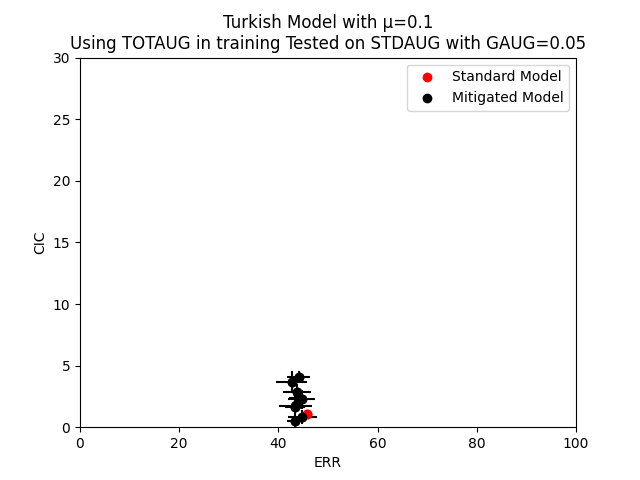 Turkish Model with μ=0.1
Using TOTAUG in training Tested on STDAUG with GAUG=0.05
Standard Model
Mitigated Model
30
25
20
15
10
5
0
CIC
0 20 40 60 80 100
ERR